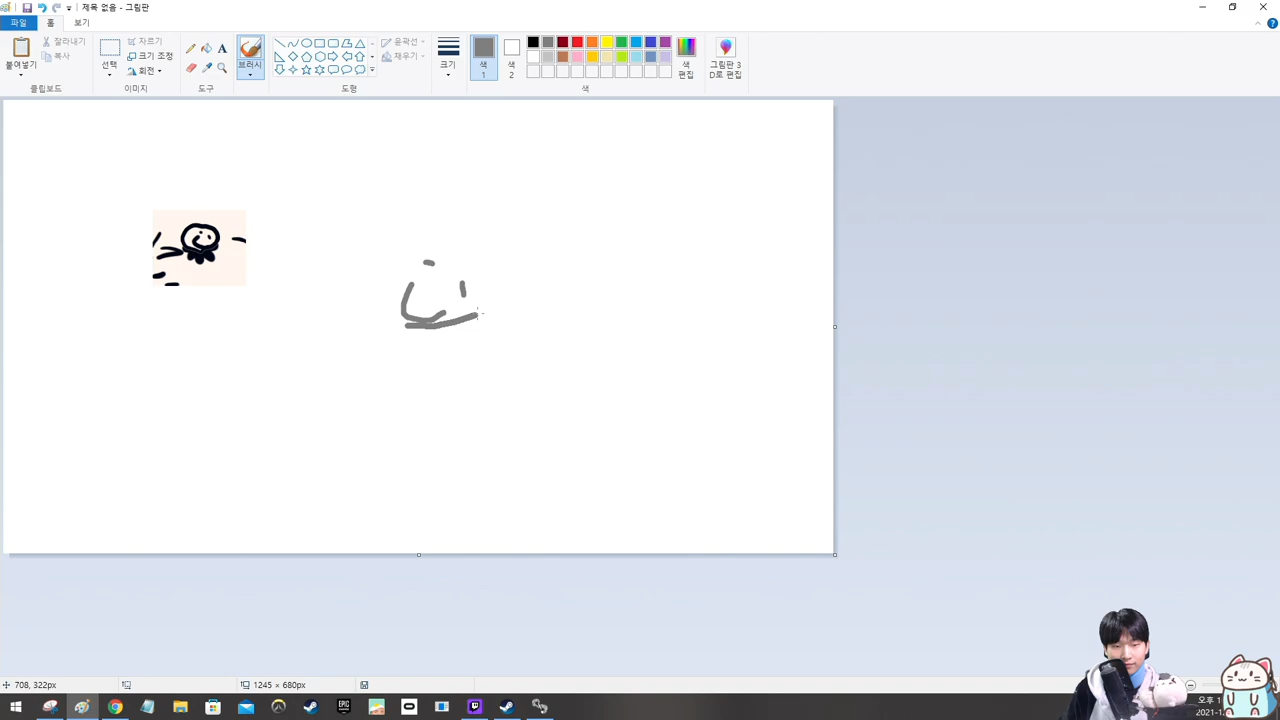 제목 없음 - 그림판
파일 홈 보기
붙여넣기 잘라내기 복사 선택 자르기 크기 조정 회전 A 브러시 윤곽선 채우기 크기 색 1 색 2 색 편집 그림판 3D로 편집
클립보드 이미지 도구 도형 색
708, 322px 1245 × 680px
EPIC
오후 1
2021-1